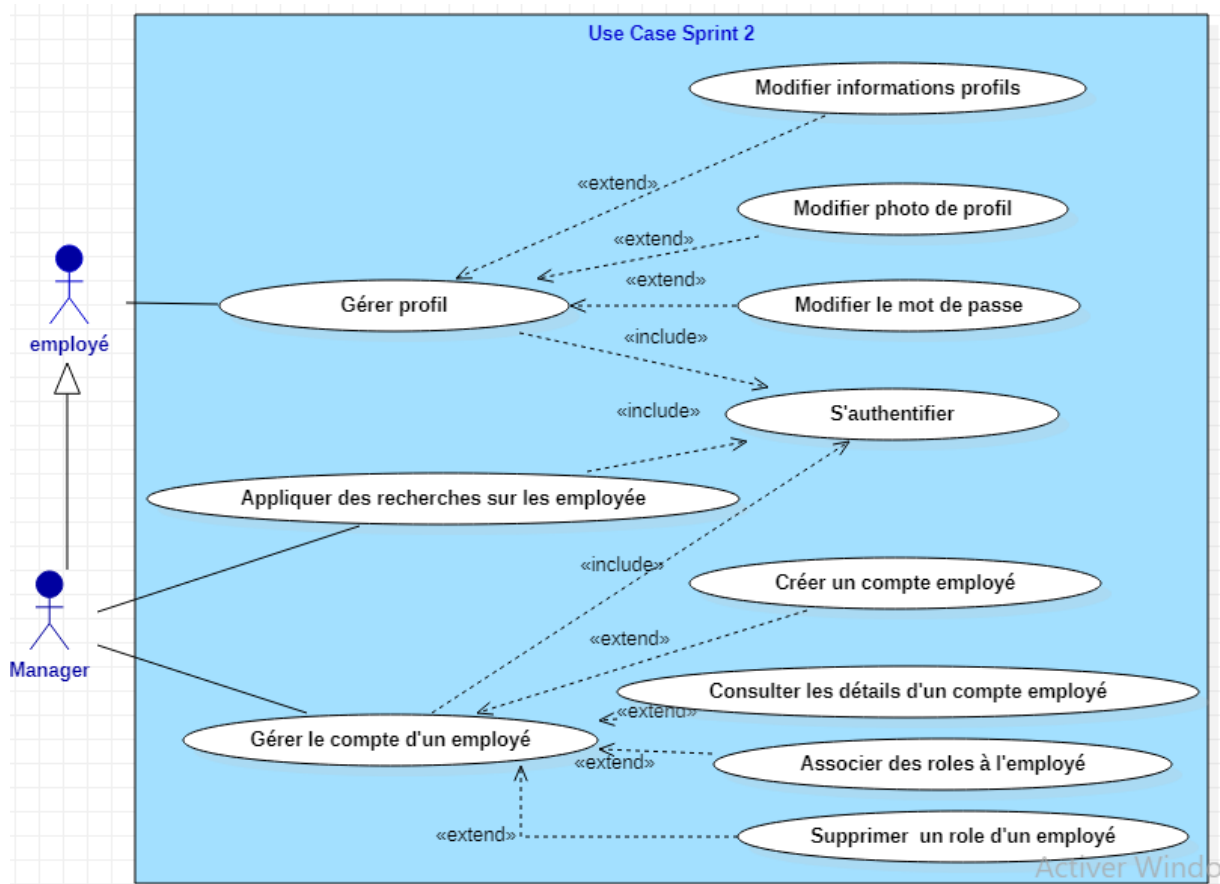 Use Case Sprint 2
Modifier informations profils
«extend»
Modifier photo de profil
«extend»
«extend»
Gérer profil
Modifier le mot de passe
employé
«include»
«include»
S'authentifier
Appliquer des recherches sur les employée
«include»
Créer un compte employé
«extend»
Manager
Consulter les détails d'un compte employé
«extend»
Gérer le compte d'un employé
«extend»
Associer des roles à l'employé
«extend»
Supprimer un role d'un employé
Activer Windo